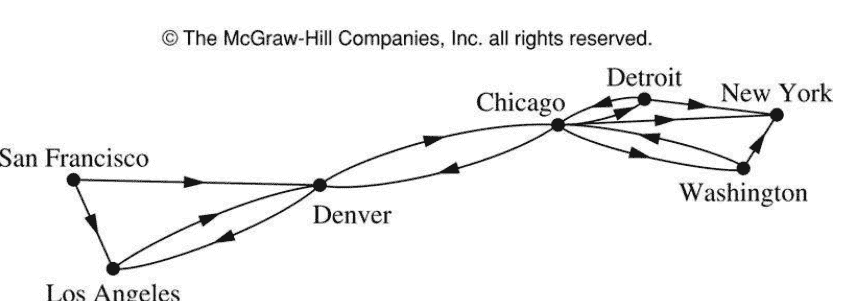 © The McGraw-Hill Companies, Inc. all rights reserved.
Detroit
New York
Chicago
San Francisco
Washington
Denver
Los Angeles